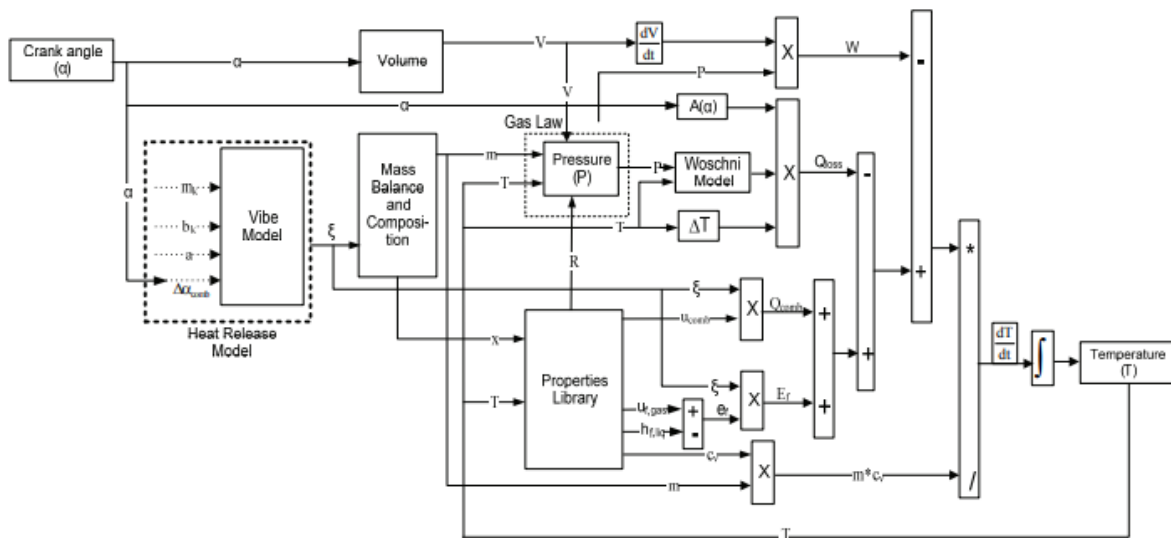 Crank angle
(α)
α
Volume
V
dV
dt
X
W
-
P
V
α
A(α)
Gas Law
Mass
Balance
and
Composi-
tion
m
Pressure
(P)
P
Woschni
Model
X
Qloss
-
α
mk
bk
a
Δαcomb
Vibe
Model
ξ
T
T
ΔT
+
*
R
Heat Release
Model
ξ
ucomb
X
Qcomb
+
x
Properties
Library
T
ξ
X
Ef
+
+
uf,gas
hf,liq
+
-
ef
cv
m
X
m*cv
/
dT
dt
∫
Temperature
(T)
T